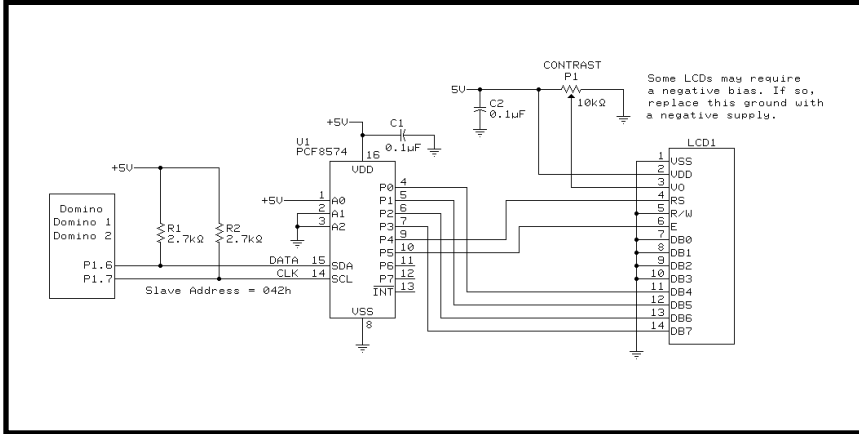 CONTRAST
P1
5V
10kΩ
C2
0.1µF
Some LCDs may require
a negative bias. If so,
replace this ground with
a negative supply.
+5V
C1
0.1µF
U1
PCF8574
16
VDD
+5V
Domino
Domino 1
Domino 2
P1.6
P1.7
R1
2.7kΩ
R2
2.7kΩ
DATA
CLK
Slave Address = 042h
+5V
1 A0
2 A1
3 A2
15 SDA
14 SCL
P0 4
P1 5
P2 6
P3 7
P4 9
P5 10
P6 11
P7 12
INT 13
VSS
8
LCD1
1 VSS
2 VDD
3 VO
4 RS
5 R/W
6 E
7 DB0
8 DB1
9 DB2
10 DB3
11 DB4
12 DB5
13 DB6
14 DB7